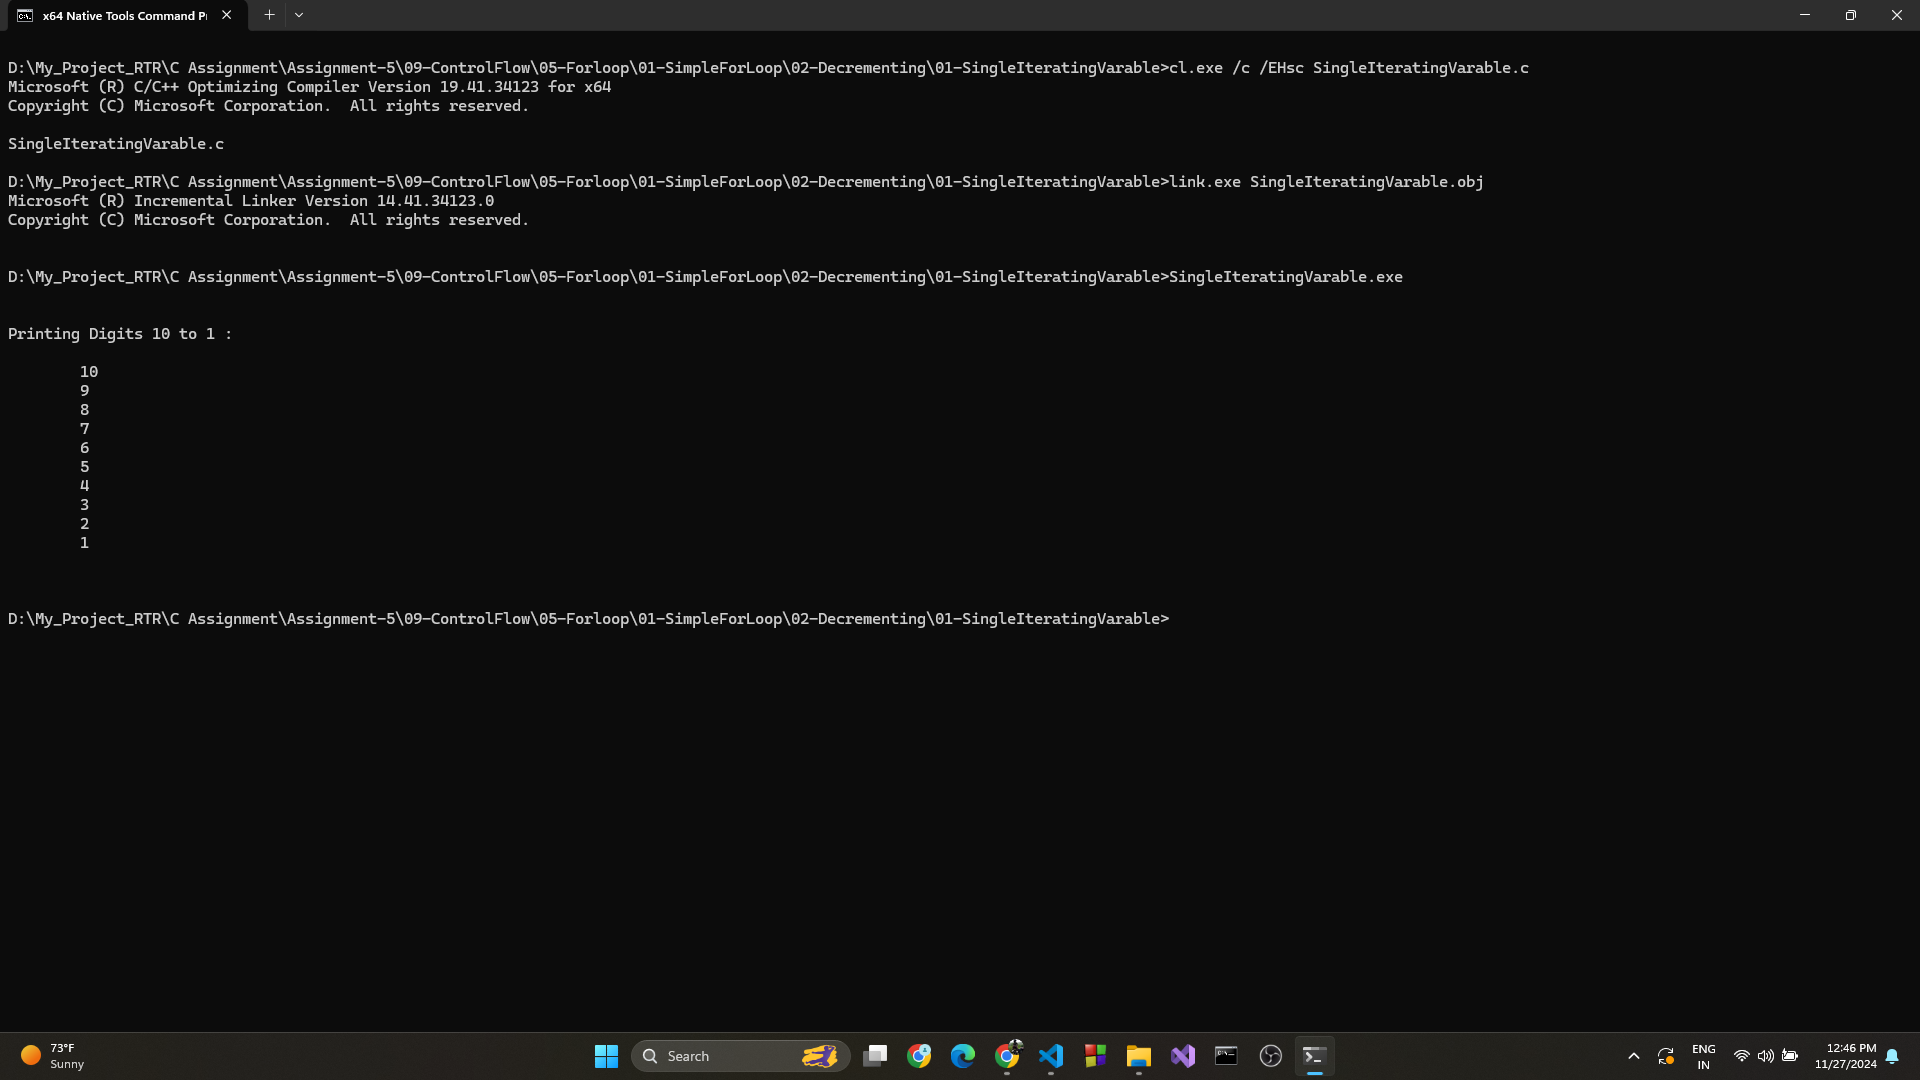 x64 Native Tools Command P
D:\My_Project_RTR\C Assignment\Assignment-5\09-ControlFlow\05-Forloop\01-SimpleForLoop\02-Decrementing\01-SingleIteratingVarable>cl.exe /c /EHsc SingleIteratingVarable.c
Microsoft (R) C/C++ Optimizing Compiler Version 19.41.34123 for x64
Copyright (C) Microsoft Corporation.  All rights reserved.
SingleIteratingVarable.c
D:\My_Project_RTR\C Assignment\Assignment-5\09-ControlFlow\05-Forloop\01-SimpleForLoop\02-Decrementing\01-SingleIteratingVarable>link.exe SingleIteratingVarable.obj
Microsoft (R) Incremental Linker Version 14.41.34123.0
Copyright (C) Microsoft Corporation.  All rights reserved.
D:\My_Project_RTR\C Assignment\Assignment-5\09-ControlFlow\05-Forloop\01-SimpleForLoop\02-Decrementing\01-SingleIteratingVarable>SingleIteratingVarable.exe
Printing Digits 10 to 1 :
10
9
8
7
6
5
4
3
2
1
D:\My_Project_RTR\C Assignment\Assignment-5\09-ControlFlow\05-Forloop\01-SimpleForLoop\02-Decrementing\01-SingleIteratingVarable>
73°F
Sunny
Search
ENG
IN
12:46 PM
11/27/2024